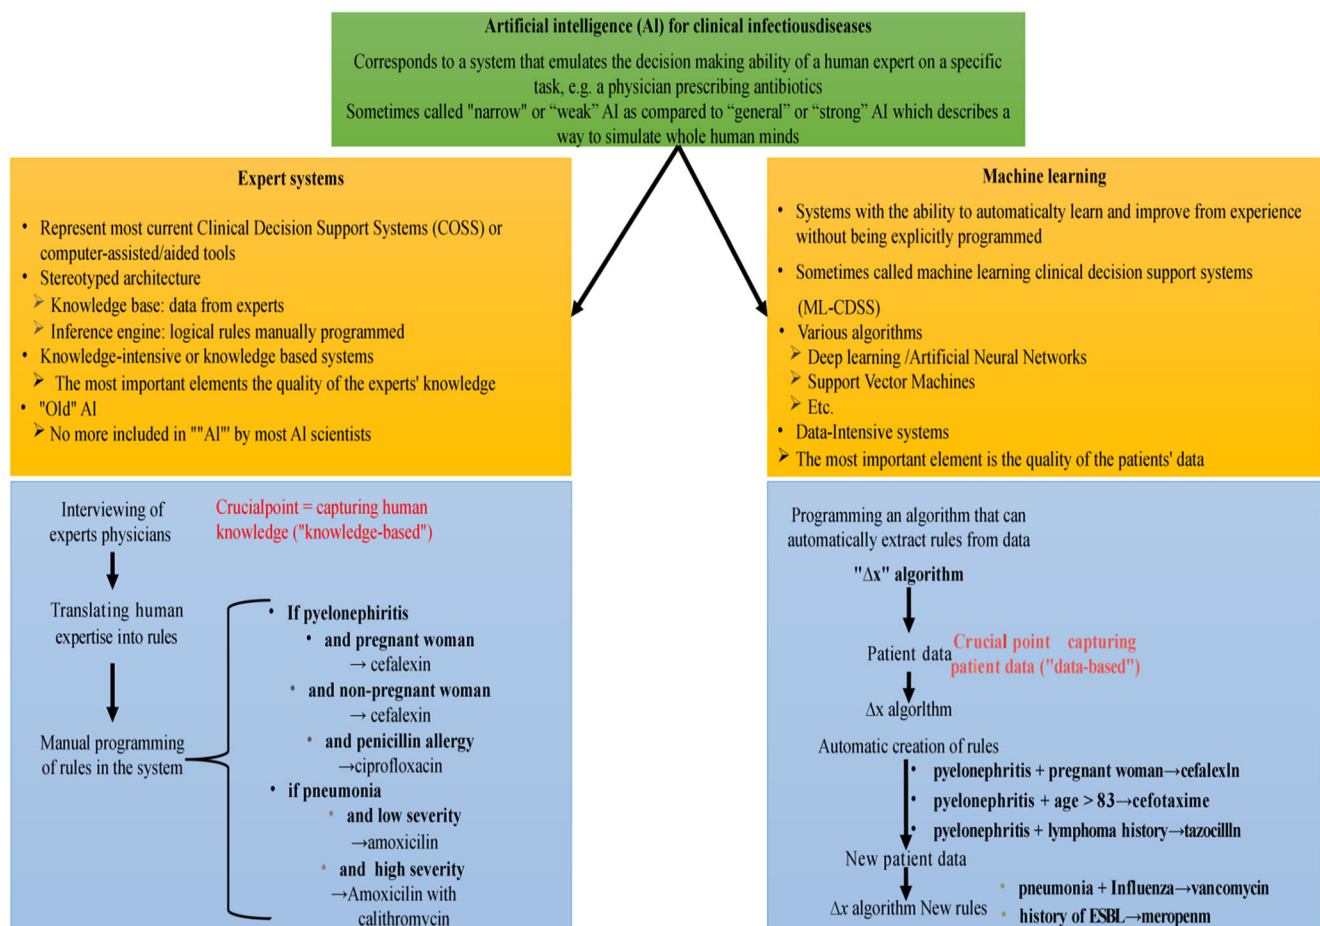 Artificial intelligence (Al) for clinical infectiousdiseases
Corresponds to a system that emulates the decision making ability of a human expert on a specific
task, e.g. a physician prescribing antibiotics
Sometimes called "narrow" or “weak” AI as compared to “general” or “strong” AI which describes a
way to simulate whole human minds
Expert systems
• Represent most current Clinical Decision Support Systems (COSS) or
computer-assisted/aided tools
• Stereotyped architecture
➢ Knowledge base: data from experts
➢ Inference engine: logical rules manually programmed
• Knowledge-intensive or knowledge based systems
➢ The most important elements the quality of the experts' knowledge
• "Old" Al
➢ No more included in ""Al"' by most Al scientists
Machine learning
• Systems with the ability to automatically learn and improve from experience
without being explicitly programmed
• Sometimes called machine learning clinical decision support systems
(ML-CDSS)
• Various algorithms
➢ Deep learning /Artificial Neural Networks
➢ Support Vector Machines
➢ Etc.
• Data-Intensive systems
➢ The most important element is the quality of the patients' data
Interviewing of
experts physicians
Crucialpoint = capturing human
knowledge ("knowledge-based")
Translating human
expertise into rules
Manual programming
of rules in the system
• If pyelonephiritis
• and pregnant woman
→ cefalexin
• and non-pregnant woman
→ cefalexin
• and penicillin allergy
→ciprofloxacin
• if pneumonia
• and low severity
→amoxicilin
• and high severity
→Amoxicilin with
calithromycin
Programming an algorithm that can
automatically extract rules from data
"Δx" algorithm
Patient data
Crucial point capturing
patient data ("data-based")
Δx algorlthm
Automatic creation of rules
• pyelonephritis + pregnant woman→cefalexln
• pyelonephritis + age > 83→cefotaxime
• pyelonephritis + lymphoma history→tazocillln
New patient data
Δx algorithm New rules
• pneumonia + Influenza→vancomycin
• history of ESBL→meropenm